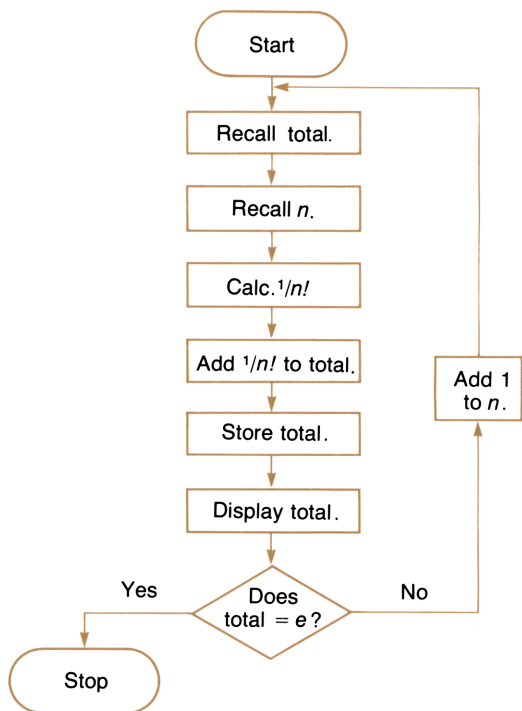 Start
Recall total.
Recall n.
Calc. ¹/n!
Add ¹/n! to total.
Store total.
Display total.
Add 1
to n.
Does
total = e?
Yes
No
Stop